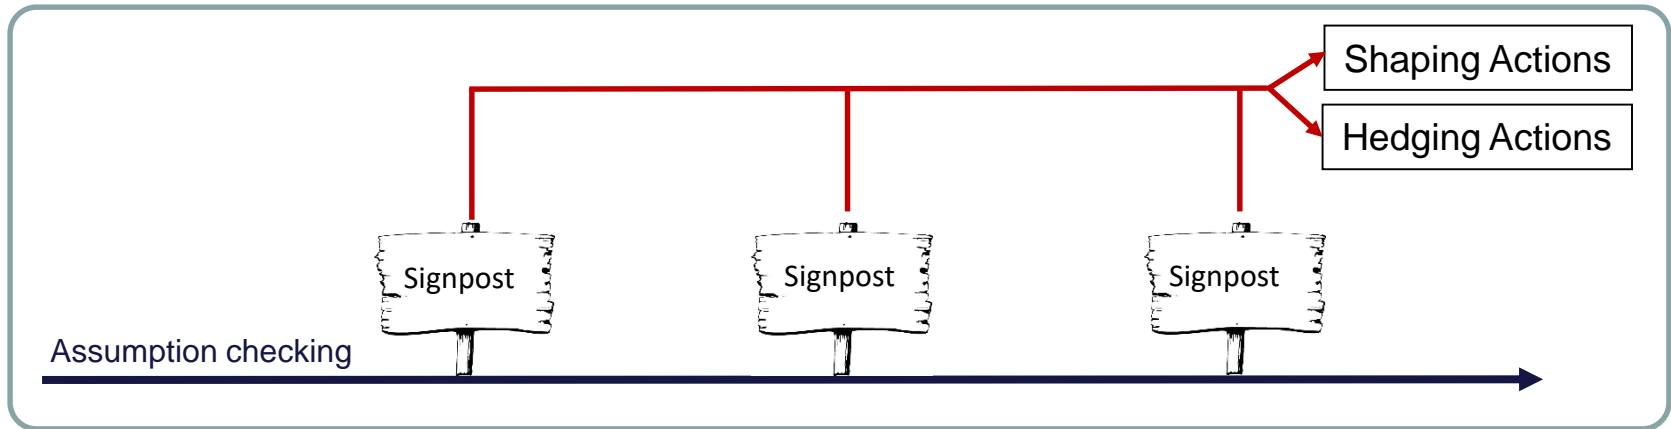 Shaping Actions
Hedging Actions
Signpost
Signpost
Signpost
Assumption checking